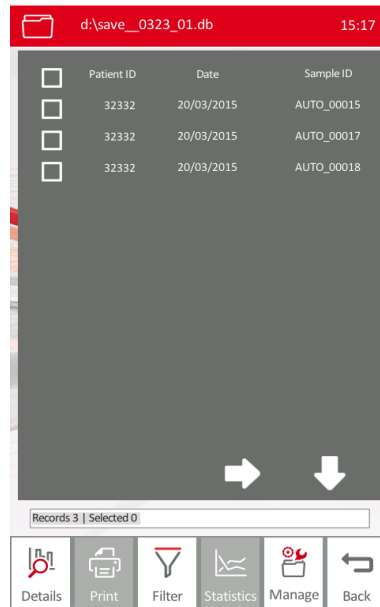 d:\save__0323_01.db 15:17
Patient ID Date Sample ID
32332 20/03/2015 AUTO_00015
32332 20/03/2015 AUTO_00017
32332 20/03/2015 AUTO_00018
Records 3 | Selected 0
Details Print Filter Statistics Manage Back